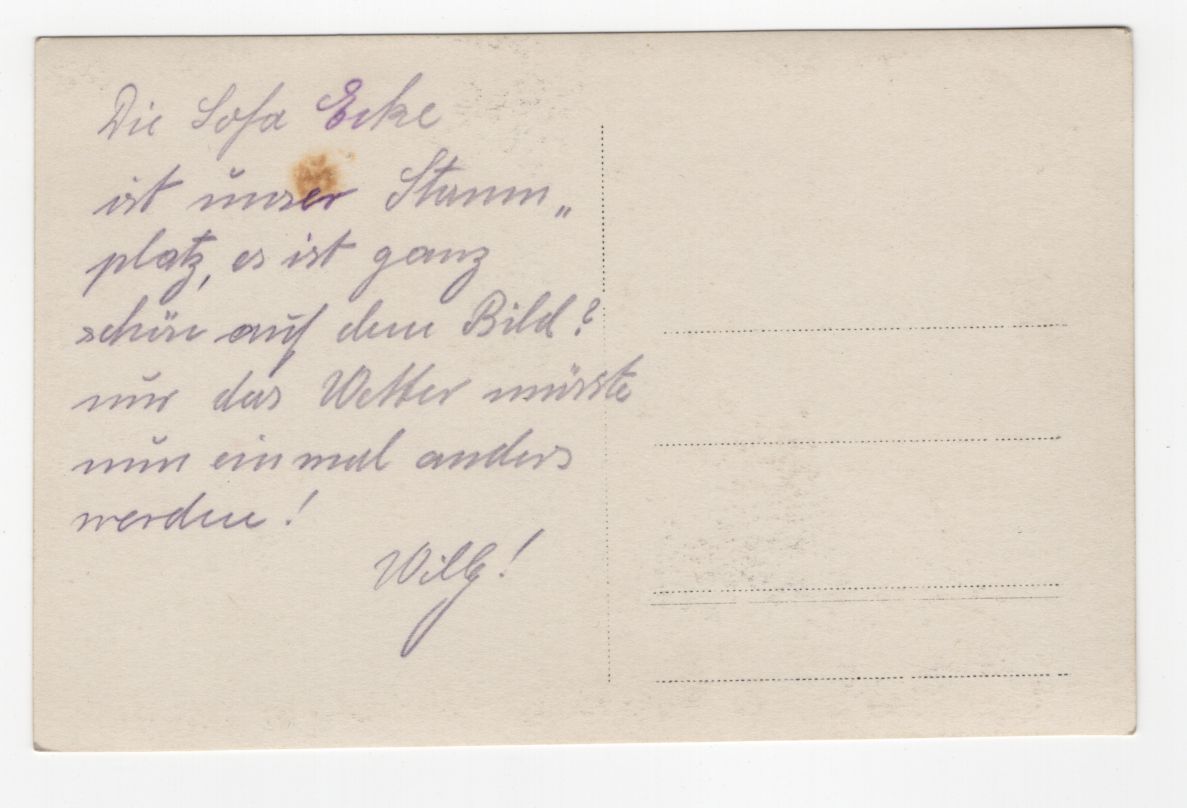 Die Sofa Ecke
ist unser Stamm„
platz, es ist ganz
schön auf dem Bild?
nur das Wetter müsste
nun einmal anders
werden!
Willy!